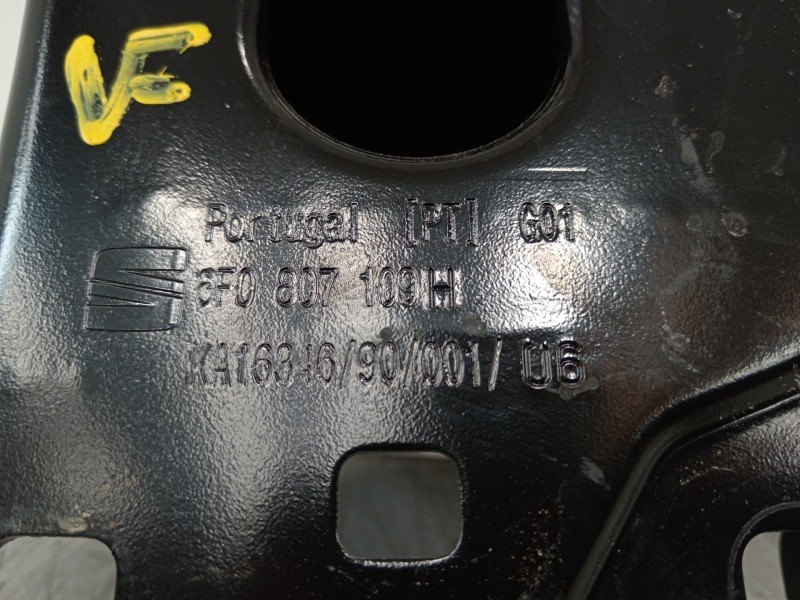 VF
Portugal [PT] G01
6F0 807 109 H
KA16346/90/001/ U6